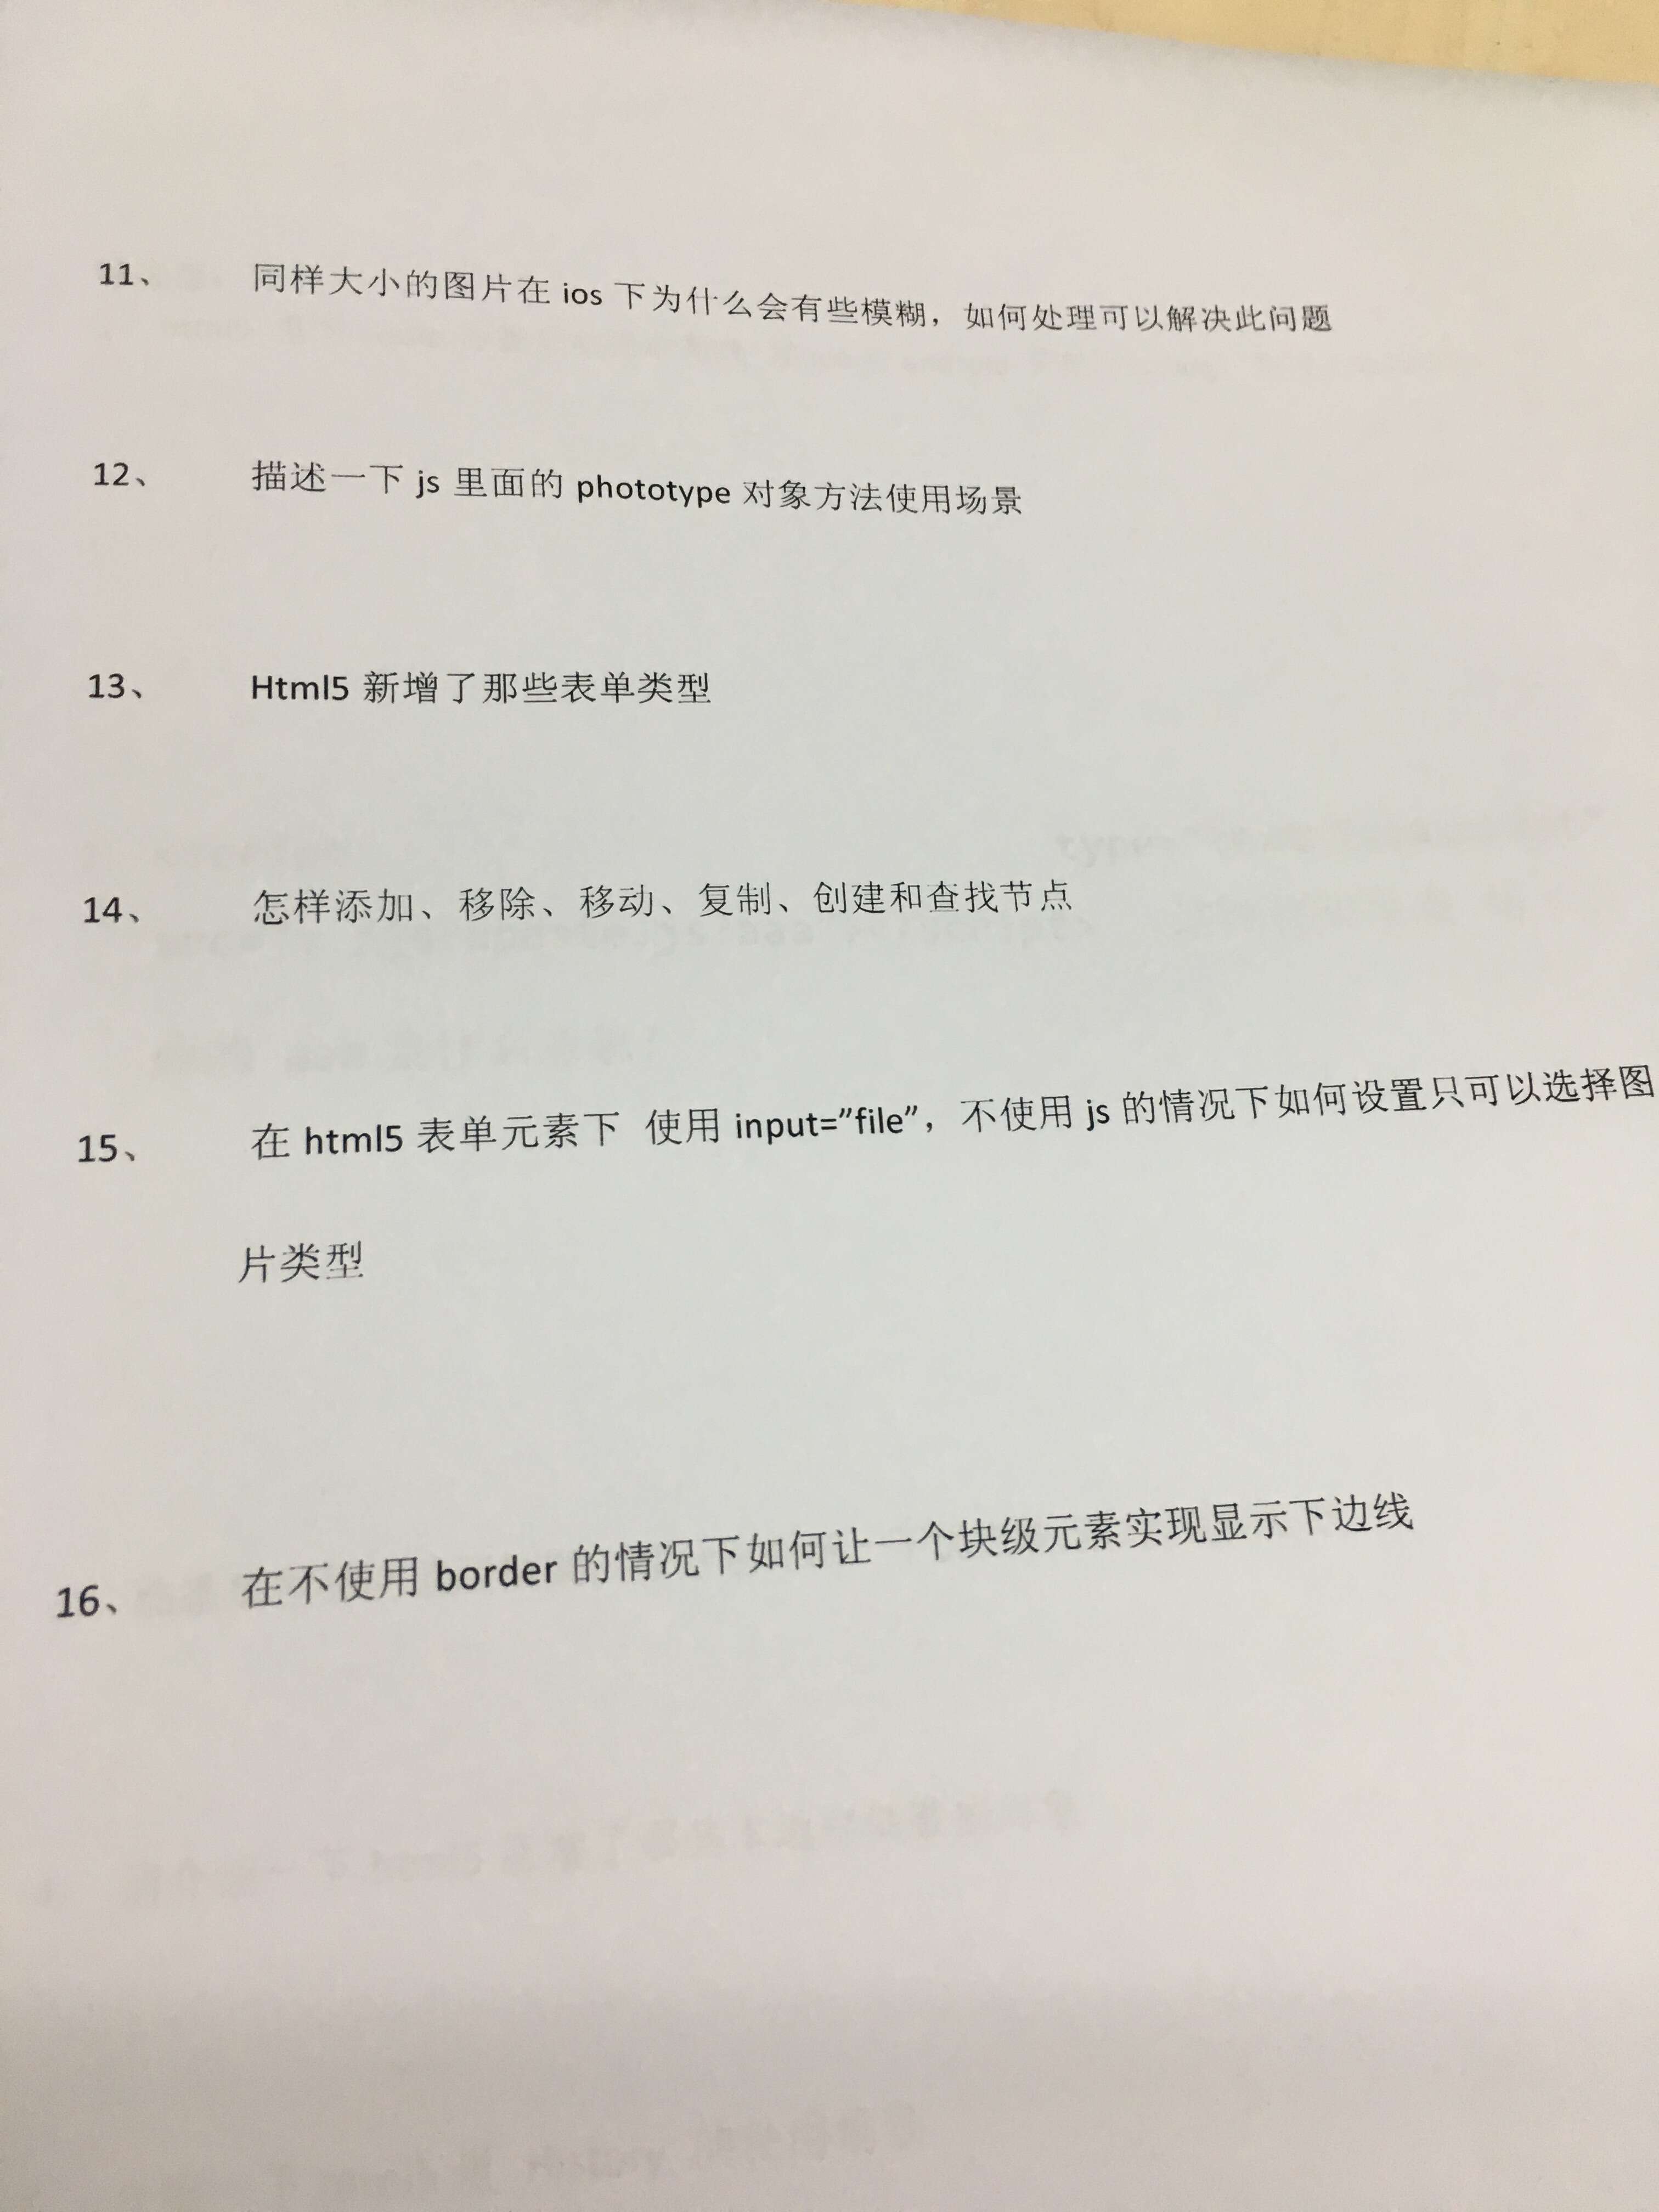 11、 同样大小的图片在 ios 下为什么会有些模糊，如何处理可以解决此问题
12、 描述一下 js 里面的 phototype 对象方法使用场景
13、 Html5 新增了那些表单类型
14、 怎样添加、移除、移动、复制、创建和查找节点
15、 在 html5 表单元素下 使用 input=”file”，不使用 js 的情况下如何设置只可以选择图
片类型
16、 在不使用 border 的情况下如何让一个块级元素实现显示下边线